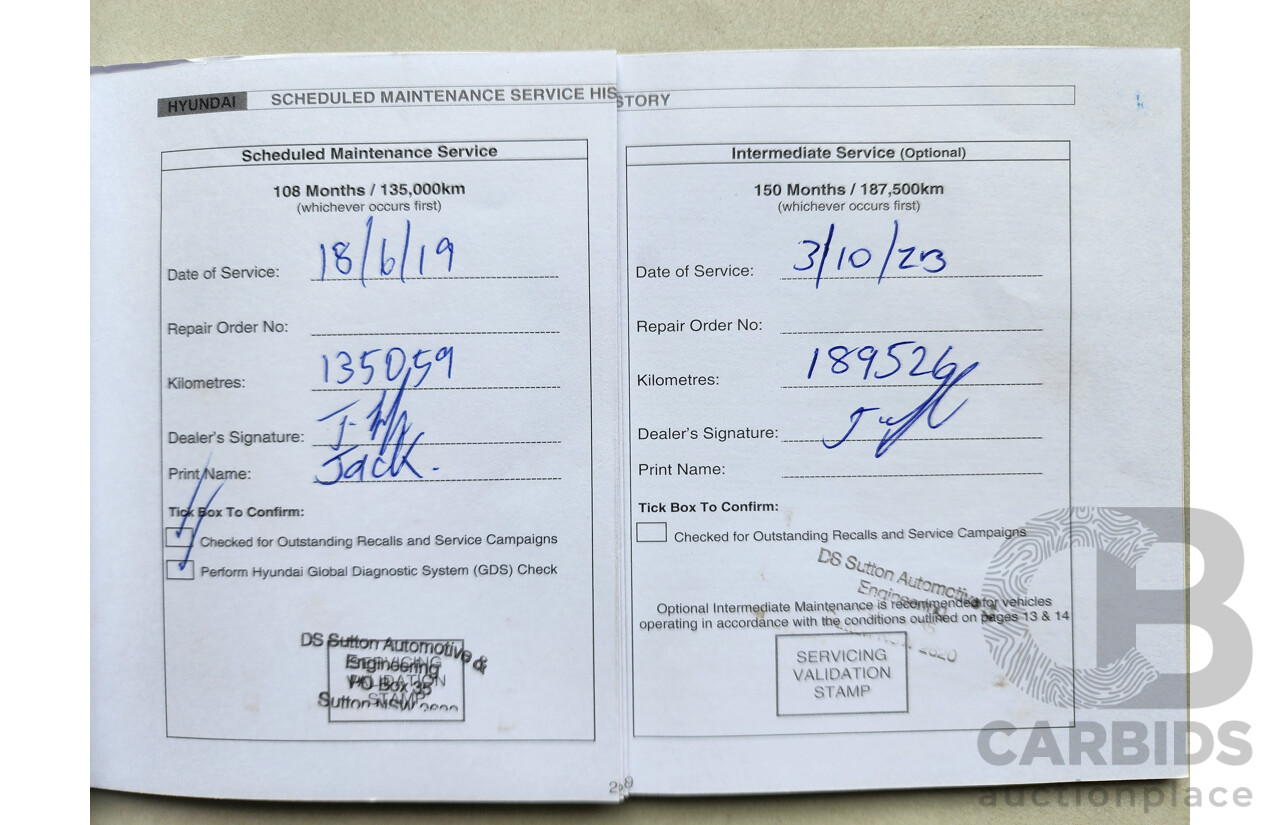 HYUNDAI SCHEDULED MAINTENANCE SERVICE HIS
STORY
Scheduled Maintenance Service
108 Months / 135,000km
(whichever occurs first)
Date of Service: 18/6/19
Repair Order No:
Kilometres: 135059
Dealer's Signature:
Print Name: Jack.
Tick Box To Confirm:
Checked for Outstanding Recalls and Service Campaigns
Perform Hyundai Global Diagnostic System (GDS) Check
DS Sutton Automotive &
Engineering
PO Box 35
Sutton NSW
SERVICING
VALIDATION
STAMP
Intermediate Service (Optional)
150 Months / 187,500km
(whichever occurs first)
Date of Service: 3/10/23
Repair Order No:
Kilometres: 189526
Dealer's Signature:
Print Name:
Tick Box To Confirm:
Checked for Outstanding Recalls and Service Campaigns
DS Sutton Automotive
Engineering
Optional Intermediate Maintenance is recommended for vehicles
operating in accordance with the conditions outlined on pages 13 & 14
SERVICING
VALIDATION
STAMP
CARBIDS
auctionplace